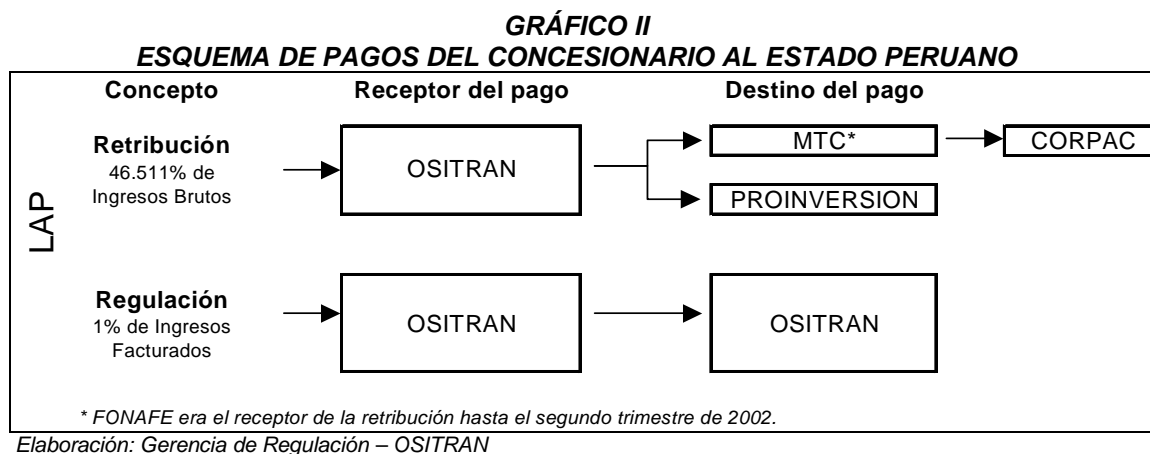 GRÁFICO II
ESQUEMA DE PAGOS DEL CONCESIONARIO AL ESTADO PERUANO
Concepto Receptor del pago Destino del pago
LAP
Retribución
46.511% de
Ingresos Brutos
OSITRAN
MTC*
CORPAC
PROINVERSION
Regulación
1% de Ingresos
Facturados
OSITRAN
OSITRAN
* FONAFE era el receptor de la retribución hasta el segundo trimestre de 2002.
Elaboración: Gerencia de Regulación – OSITRAN